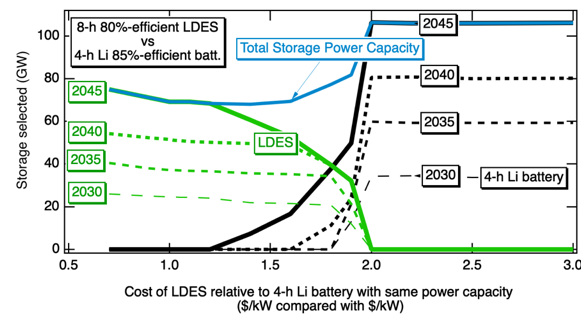 8-h 80%-efficient LDES
vs
4-h Li 85%-efficient batt.
Total Storage Power Capacity
2045
2040
2035
2030
4-h Li battery
2045
2040
2035
2030
LDES
Storage selected (GW)
100
80
60
40
20
0
0.5
1.0
1.5
2.0
2.5
3.0
Cost of LDES relative to 4-h Li battery with same power capacity
($/kW compared with $/kW)